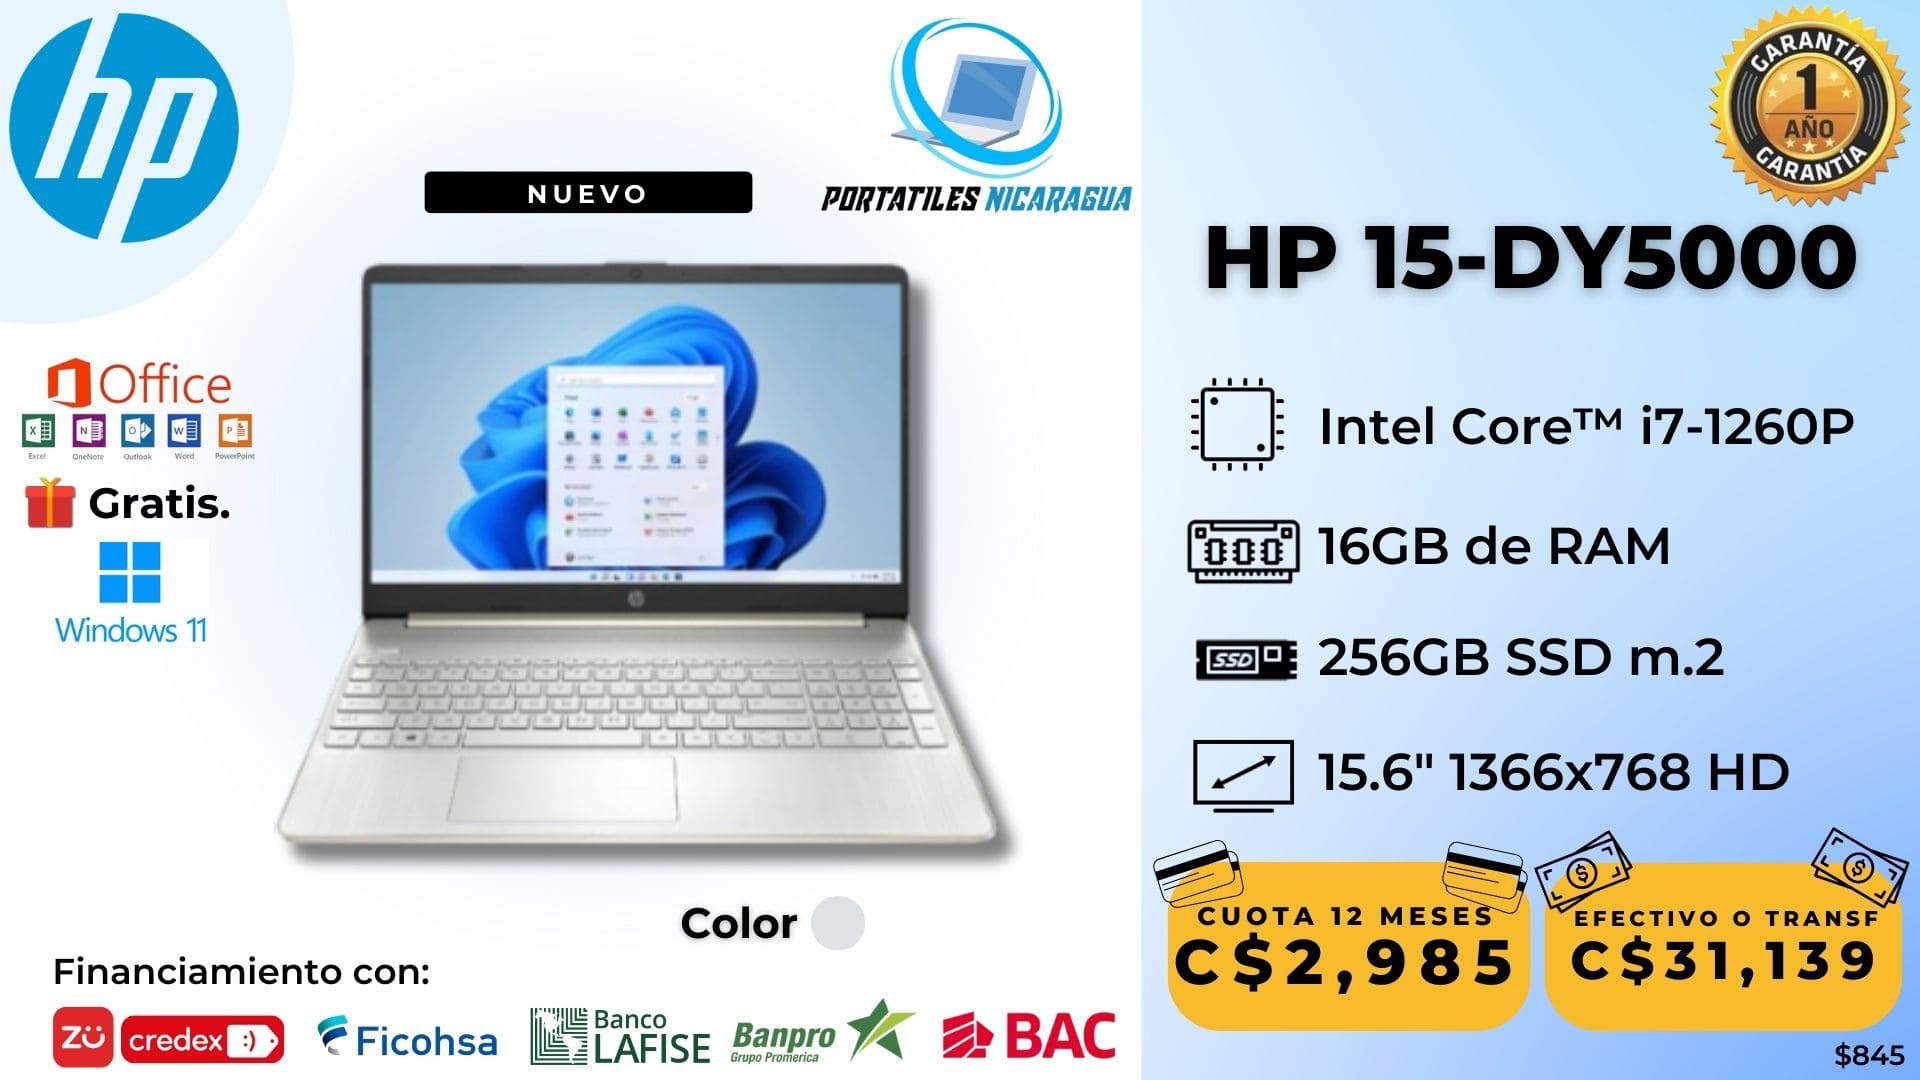 hp
NUEVO
PORTATILES NICARAGUA
GARANTÍA
1
AÑO
GARANTÍA
HP 15-DY5000
Office
Excel OneNote Outlook Word PowerPoint
Gratis.
Windows 11
Intel Core™ i7-1260P
16GB de RAM
SSD
256GB SSD m.2
15.6" 1366x768 HD
Color
CUOTA 12 MESES
C$2,985
EFECTIVO O TRANSF
C$31,139
Financiamiento con:
zü
credex :)
Ficohsa
Banco
LAFISE
Banpro
Grupo Promerica
BAC
$845